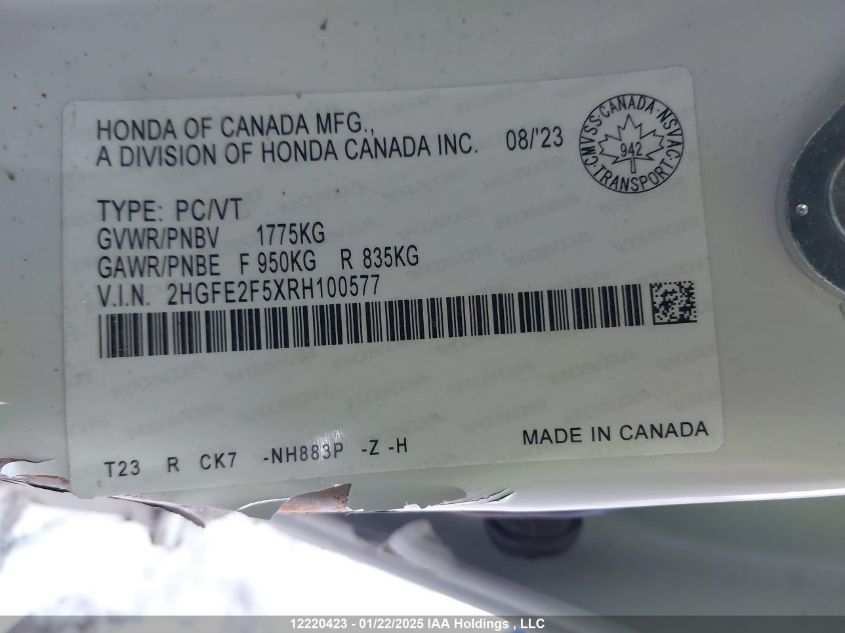 HONDA OF CANADA MFG.,
A DIVISION OF HONDA CANADA INC. 08/'23
CMVSS·CANADA·NSVAC
942
·TRANSPORT·
TYPE: PC/VT
GVWR/PNBV 1775KG
GAWR/PNBE F 950KG R 835KG
V.I.N. 2HGFE2F5XRH100577
T23 R CK7 -NH883P -Z -H
MADE IN CANADA
12220423 - 01/22/2025 IAA Holdings , LLC